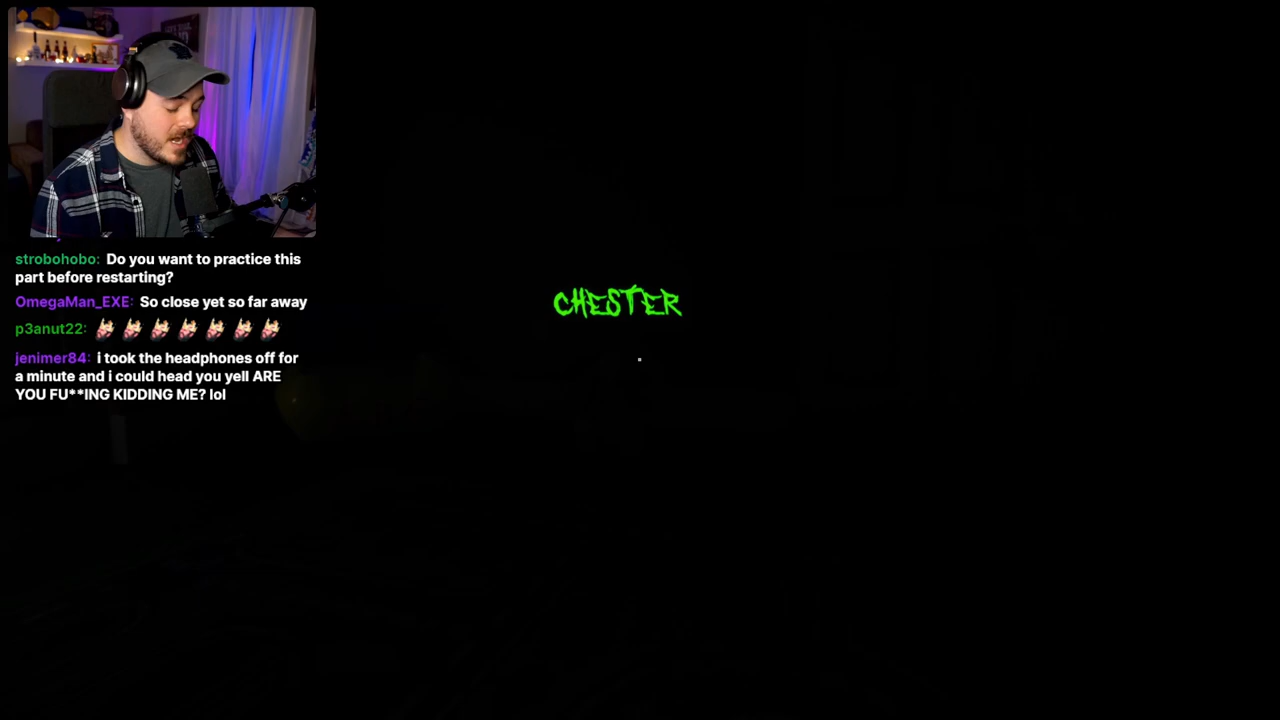 strobohobo: Do you want to practice this
part before restarting?
OmegaMan_EXE: So close yet so far away
p3anut22:
jenimer84: i took the headphones off for
a minute and i could head you yell ARE
YOU FU**ING KIDDING ME? lol
CHESTER